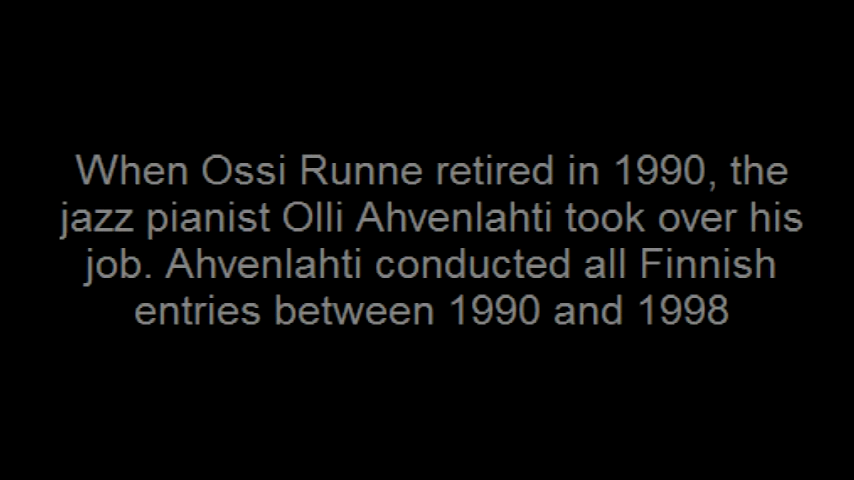 When Ossi Runne retired in 1990, the
jazz pianist Olli Ahvenlahti took over his
job. Ahvenlahti conducted all Finnish
entries between 1990 and 1998